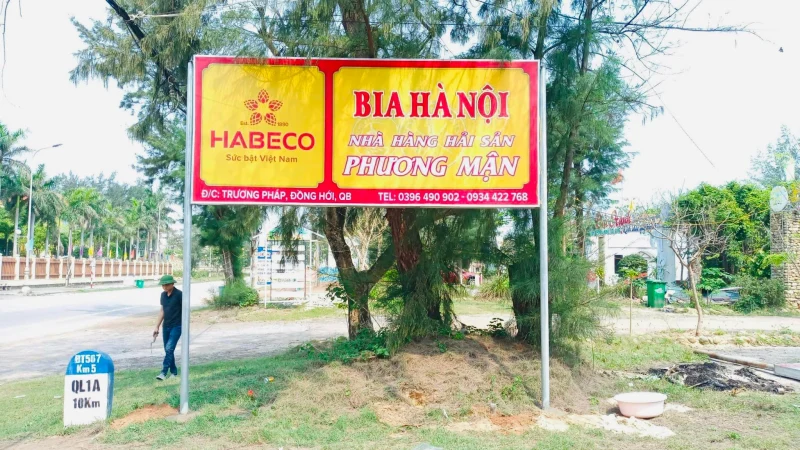 HABECO
Sức bật Việt Nam
BIA HÀ NỘI
NHÀ HÀNG HẢI SẢN
PHƯƠNG MẬN
Đ/C: TRƯƠNG PHÁP, ĐỒNG HỚI, QB
TEL: 0396 490 902 - 0934 422 768
ĐT567
Km 5
QL1A
10Km